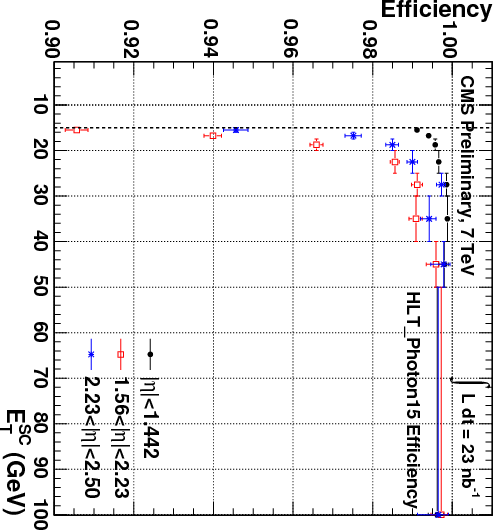 Efficiency
0.90
0.92
0.94
0.96
0.98
1.00
CMS Preliminary, 7 TeV
∫ L dt = 23 nb⁻¹
HLT_Photon15 Efficiency
|η|<1.442
1.56<|η|<2.23
2.23<|η|<2.50
10
20
30
40
50
60
70
80
90
100
E_T^SC (GeV)